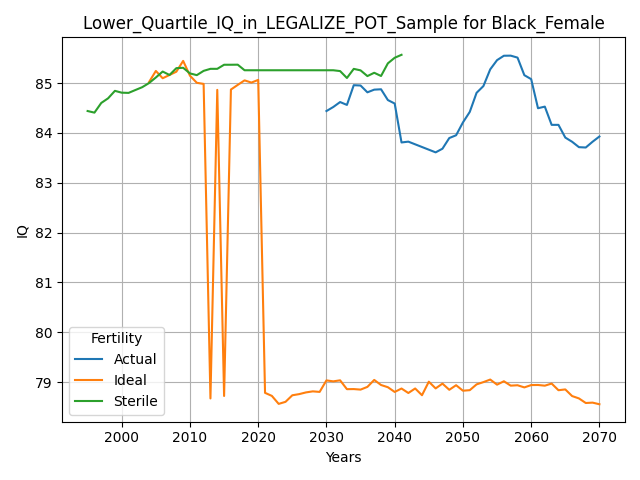 Lower_Quartile_IQ_in_LEGALIZE_POT_Sample for Black_Female
IQ
85
84
83
82
81
80
79
Fertility
Actual
Ideal
Sterile
2000 2010 2020 2030 2040 2050 2060 2070
Years